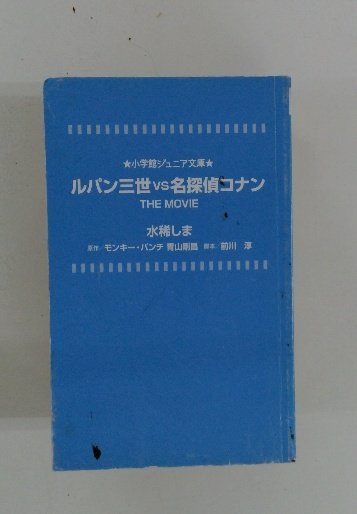 ★小学館ジュニア文庫★
ルパン三世vs名探偵コナン
THE MOVIE
水稀しま
原作/モンキー・パンチ 青山剛昌 脚本/前川 淳